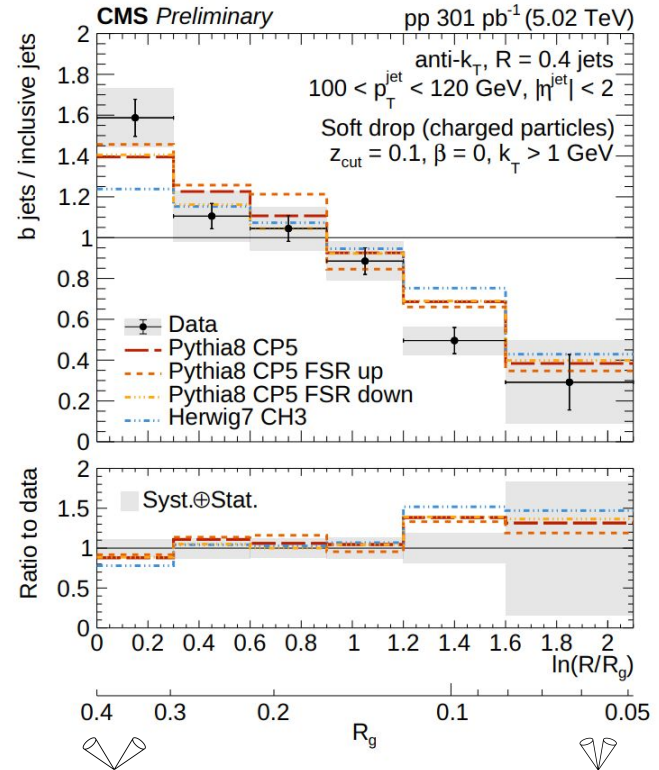 CMS Preliminary pp 301 pb⁻¹ (5.02 TeV)
2
1.8
1.6
1.4
1.2
1
0.8
0.6
0.4
0.2
0
b jets / inclusive jets
anti-k_T, R = 0.4 jets
100 < p_T^jet < 120 GeV, |η^jet| < 2
Soft drop (charged particles)
z_cut = 0.1, β = 0, k_T > 1 GeV
Data
Pythia8 CP5
Pythia8 CP5 FSR up
Pythia8 CP5 FSR down
Herwig7 CH3
2
1.5
1
0.5
0
Ratio to data
Syst.⊕Stat.
0 0.2 0.4 0.6 0.8 1 1.2 1.4 1.6 1.8 2
ln(R/R_g)
0.4 0.3 0.2 0.1 0.05
R_g